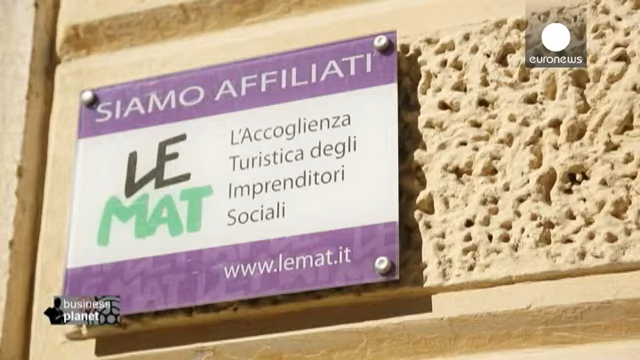 euronews
SIAMO AFFILIATI
LE
MAT
L'Accoglienza
Turistica degli
Imprenditori
Sociali
www.lemat.it
business
planet